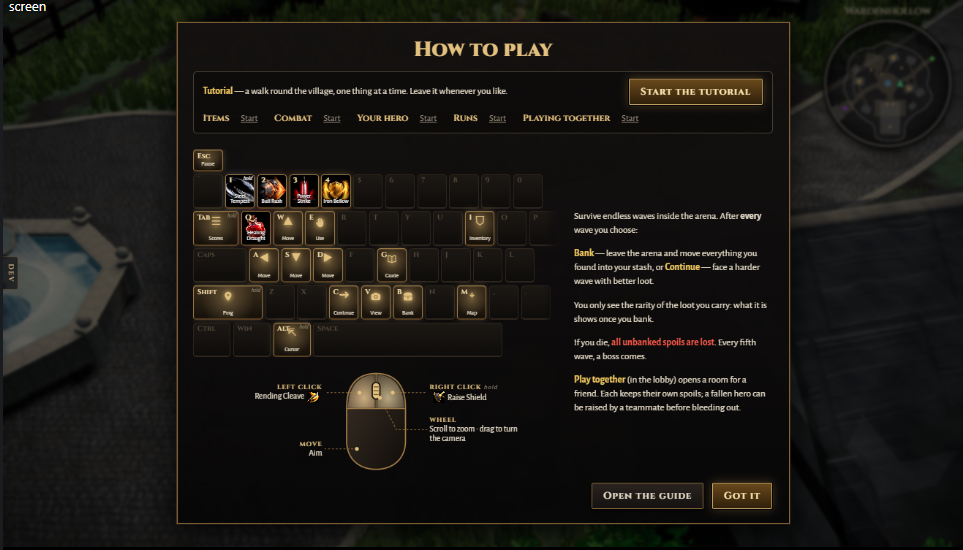 screen
WARDENHOLLOW
HOW TO PLAY
Tutorial — a walk round the village, one thing at a time. Leave it whenever you like.
START THE TUTORIAL
ITEMS Start COMBAT Start YOUR HERO Start RUNS Start PLAYING TOGETHER Start
ESC
Pause
1 hold 2 3 4 5 6 7 8 9 0
Steel Tempest Bull Rush Power Strike Iron Bellow
TAB hold Q W E R T Y U I O P
Scores Healing Draught Move Use Inventory
CAPS A S D F G H J K L
Move Move Move Guide
SHIFT hold Z X C V B N M
Ping Continue View Bank Map
CTRL WIN ALT hold SPACE
Cursor
LEFT CLICK
Rending Cleave
RIGHT CLICK hold
Raise Shield
WHEEL
Scroll to zoom · drag to turn
the camera
MOVE
Aim
Survive endless waves inside the arena. After every
wave you choose:
Bank — leave the arena and move everything you
found into your stash, or Continue — face a harder
wave with better loot.
You only see the rarity of the loot you carry: what it is
shows once you bank.
If you die, all unbanked spoils are lost. Every fifth
wave, a boss comes.
Play together (in the lobby) opens a room for a
friend. Each keeps their own spoils; a fallen hero can
be raised by a teammate before bleeding out.
OPEN THE GUIDE
GOT IT
DEV